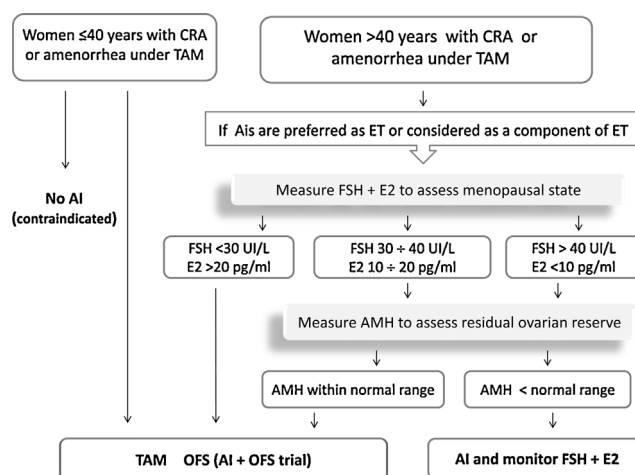 Women ≤40 years with CRA
or amenorrhea under TAM
Women >40 years with CRA or
amenorrhea under TAM
If Ais are preferred as ET or considered as a component of ET
No AI
(contraindicated)
Measure FSH + E2 to assess menopausal state
FSH <30 UI/L
E2 >20 pg/ml
FSH 30 ÷ 40 UI/L
E2 10 ÷ 20 pg/ml
FSH > 40 UI/L
E2 <10 pg/ml
Measure AMH to assess residual ovarian reserve
AMH within normal range
AMH < normal range
TAM OFS (AI + OFS trial)
AI and monitor FSH + E2